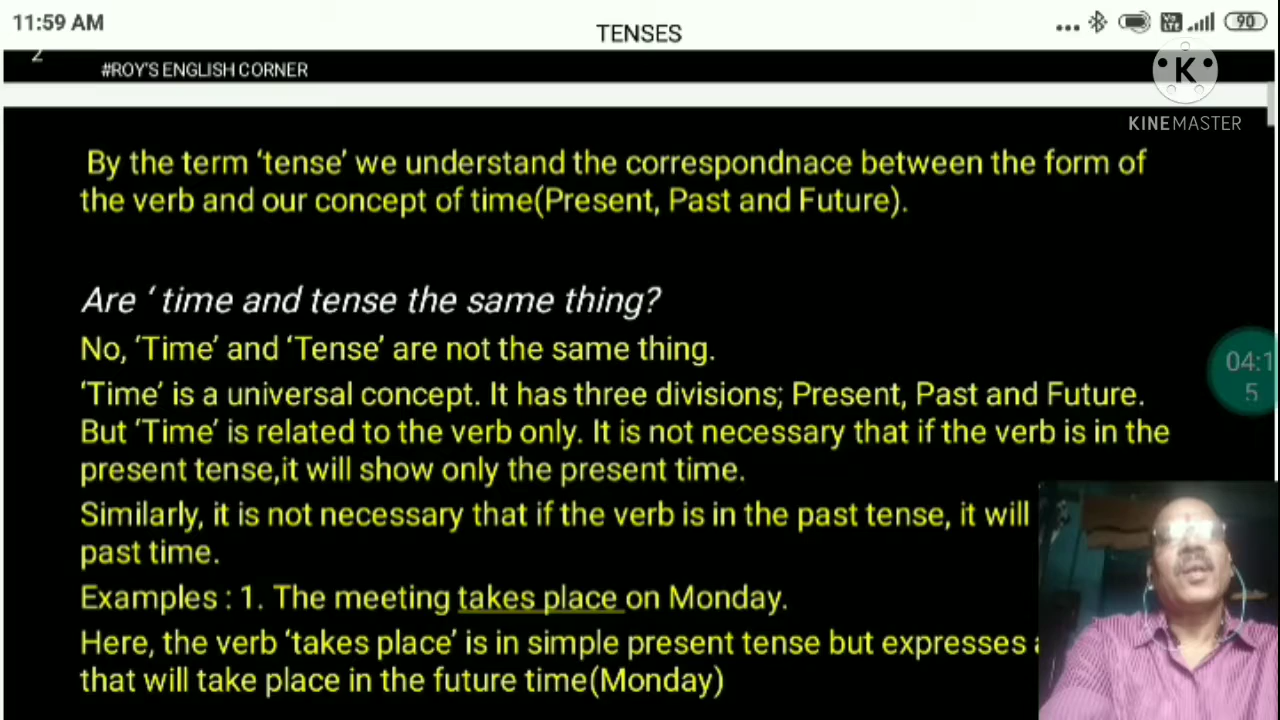 11:59 AM
TENSES
90
2
#ROY'S ENGLISH CORNER
K
KINEMASTER
By the term ‘tense’ we understand the correspondnace between the form of
the verb and our concept of time(Present, Past and Future).
Are ‘ time and tense the same thing?
No, ‘Time’ and ‘Tense’ are not the same thing.
‘Time’ is a universal concept. It has three divisions; Present, Past and Future.
But ‘Time’ is related to the verb only. It is not necessary that if the verb is in the
present tense,it will show only the present time.
04:1
5
Similarly, it is not necessary that if the verb is in the past tense, it will
past time.
Examples : 1. The meeting takes place on Monday.
Here, the verb ‘takes place’ is in simple present tense but expresses
that will take place in the future time(Monday)